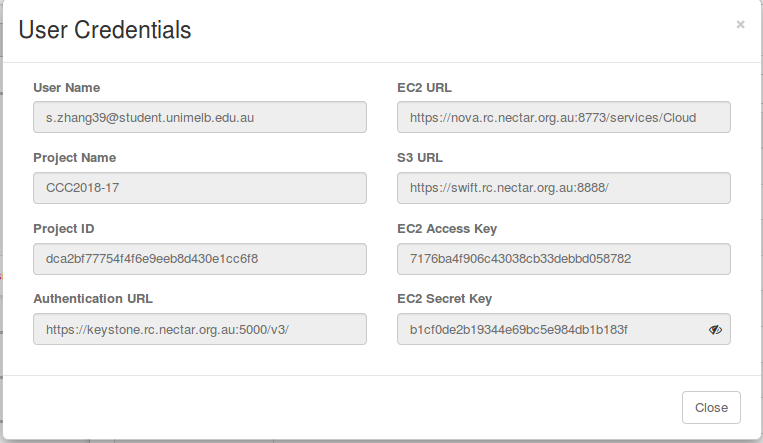 User Credentials
×
User Name
EC2 URL
s.zhang39@student.unimelb.edu.au
https://nova.rc.nectar.org.au:8773/services/Cloud
Project Name
S3 URL
CCC2018-17
https://swift.rc.nectar.org.au:8888/
Project ID
EC2 Access Key
dca2bf77754f4f6e9eeb8d430e1cc6f8
7176ba4f906c43038cb33debbd058782
Authentication URL
EC2 Secret Key
https://keystone.rc.nectar.org.au:5000/v3/
b1cf0de2b19344e69bc5e984db1b183f
Close